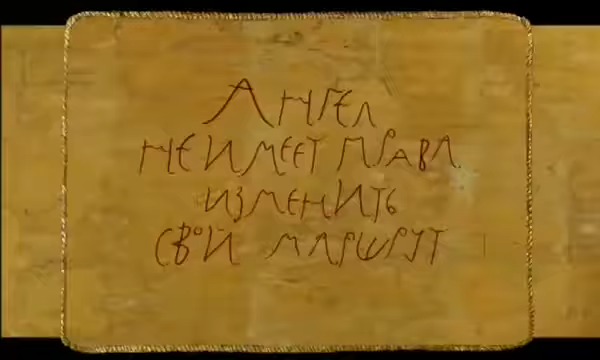 Ангел
не имеет права
изменить
свой маршрут